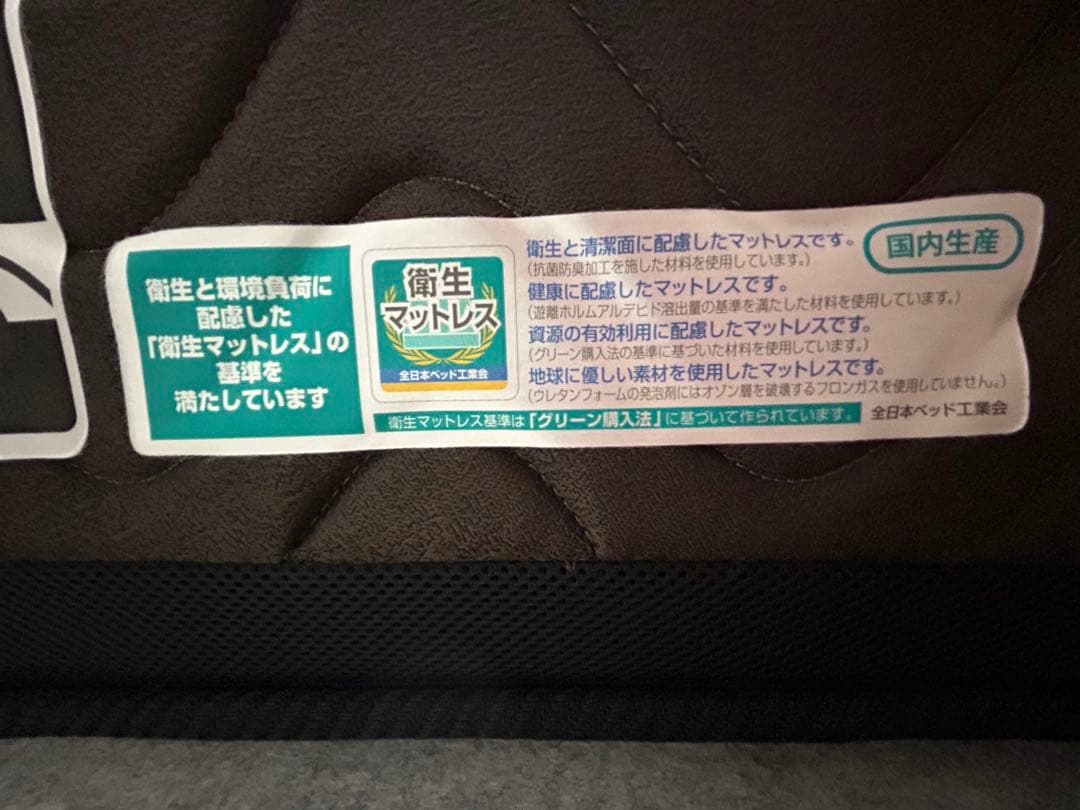 衛生と環境負荷に
配慮した
「衛生マットレス」の
基準を
満たしています
衛生
マットレス
全日本ベッド工業会
衛生と清潔面に配慮したマットレスです。
(抗菌防臭加工を施した材料を使用しています。)
健康に配慮したマットレスです。
(遊離ホルムアルデヒド溶出量の基準を満たした材料を使用しています。)
資源の有効利用に配慮したマットレスです。
(グリーン購入法の基準に基づいた材料を使用しています。)
地球に優しい素材を使用したマットレスです。
(ウレタンフォームの発泡剤にはオゾン層を破壊するフロンガスを使用していません。)
国内生産
衛生マットレス基準は「グリーン購入法」に基づいて作られています。
全日本ベッド工業会